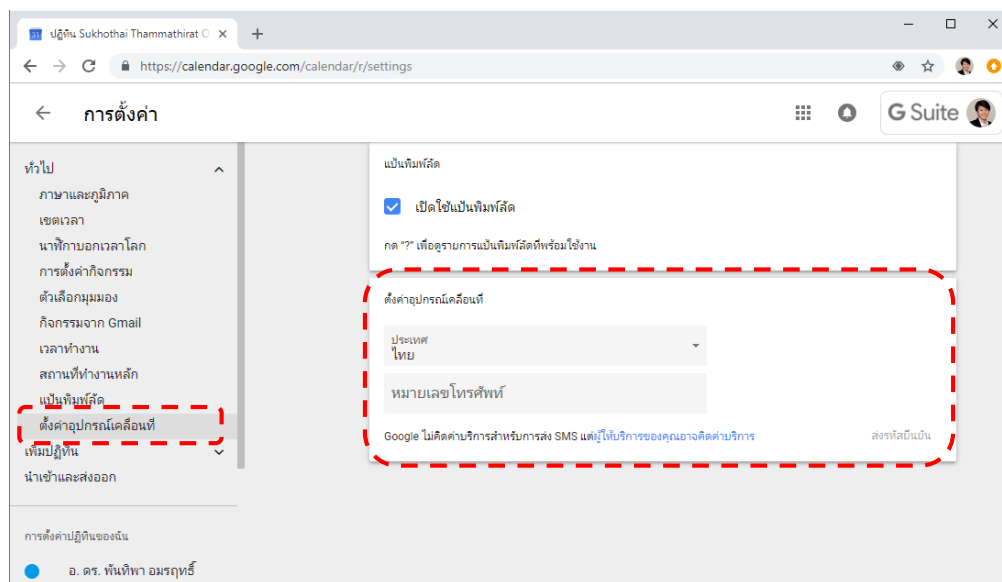 ปฏิทิน Sukhothai Thammathirat O
https://calendar.google.com/calendar/r/settings
การตั้งค่า
G Suite
ทั่วไป
ภาษาและภูมิภาค
เขตเวลา
นาฬิกาบอกเวลาโลก
การตั้งค่ากิจกรรม
ตัวเลือกมุมมอง
กิจกรรมจาก Gmail
เวลาทำงาน
สถานที่ทำงานหลัก
แป้นพิมพ์ลัด
ตั้งค่าอุปกรณ์เคลื่อนที่
เพิ่มปฏิทิน
นำเข้าและส่งออก
การตั้งค่าปฏิทินของฉัน
อ. ดร. พันทิพา อมรฤทธิ์
แป้นพิมพ์ลัด
เปิดใช้แป้นพิมพ์ลัด
กด "?" เพื่อดูรายการแป้นพิมพ์ลัดที่พร้อมใช้งาน
ตั้งค่าอุปกรณ์เคลื่อนที่
ประเทศ
ไทย
หมายเลขโทรศัพท์
Google ไม่คิดค่าบริการสำหรับการส่ง SMS แต่ผู้ให้บริการของคุณอาจคิดค่าบริการ
ส่งรหัสยืนยัน